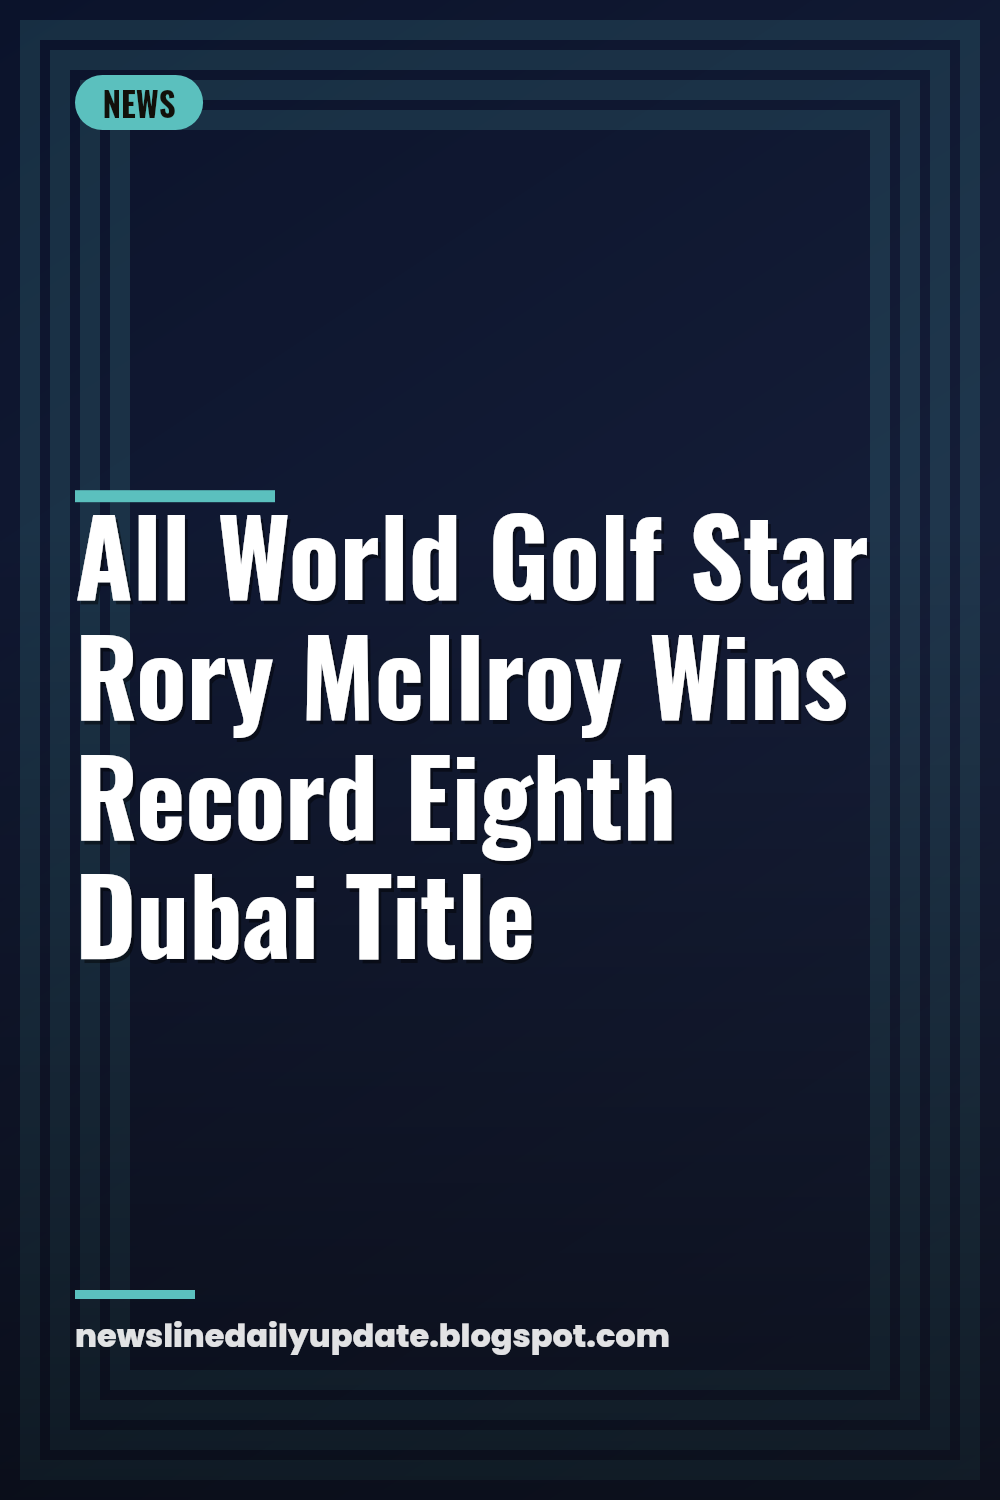 NEWS
All World Golf Star
Rory McIlroy Wins
Record Eighth
Dubai Title
newslinedailyupdate.blogspot.com